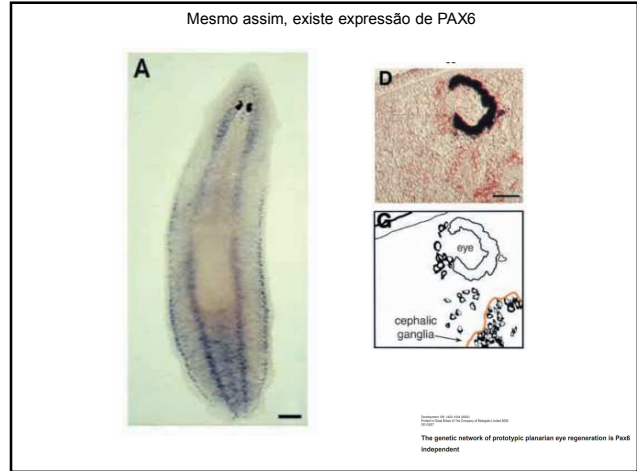 Mesmo assim, existe expressão de PAX6
A
D
G
eye
cephalic
ganglia
The genetic network of prototypic planarian eye regeneration is Pax6
independent